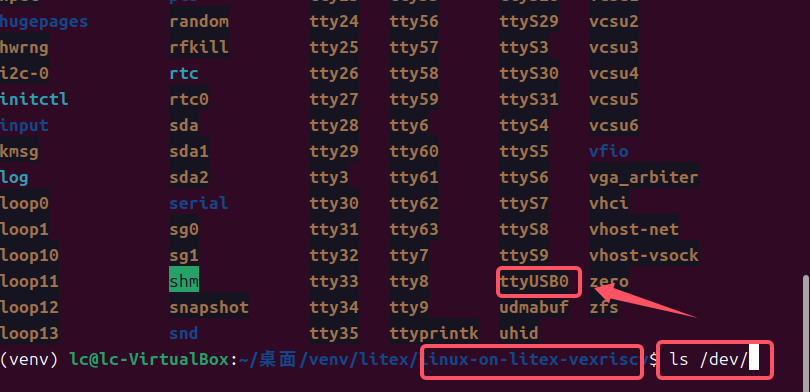 hugepages random tty24 tty56 ttyS29 vcsu2
hwrng rfkill tty25 tty57 ttyS3 vcsu3
i2c-0 rtc tty26 tty58 ttyS30 vcsu4
initctl rtc0 tty27 tty59 ttyS31 vcsu5
input sda tty28 tty6 ttyS4 vcsu6
kmsg sda1 tty29 tty60 ttyS5 vfio
log sda2 tty3 tty61 ttyS6 vga_arbiter
loop0 serial tty30 tty62 ttyS7 vhci
loop1 sg0 tty31 tty63 ttyS8 vhost-net
loop10 sg1 tty32 tty7 ttyS9 vhost-vsock
loop11 shm tty33 tty8 ttyUSB0 zero
loop12 snapshot tty34 tty9 udmabuf zfs
loop13 snd tty35 ttyprintk uhid
(venv) lc@lc-VirtualBox:~/桌面/venv/litex/linux-on-litex-vexriscv$ ls /dev/